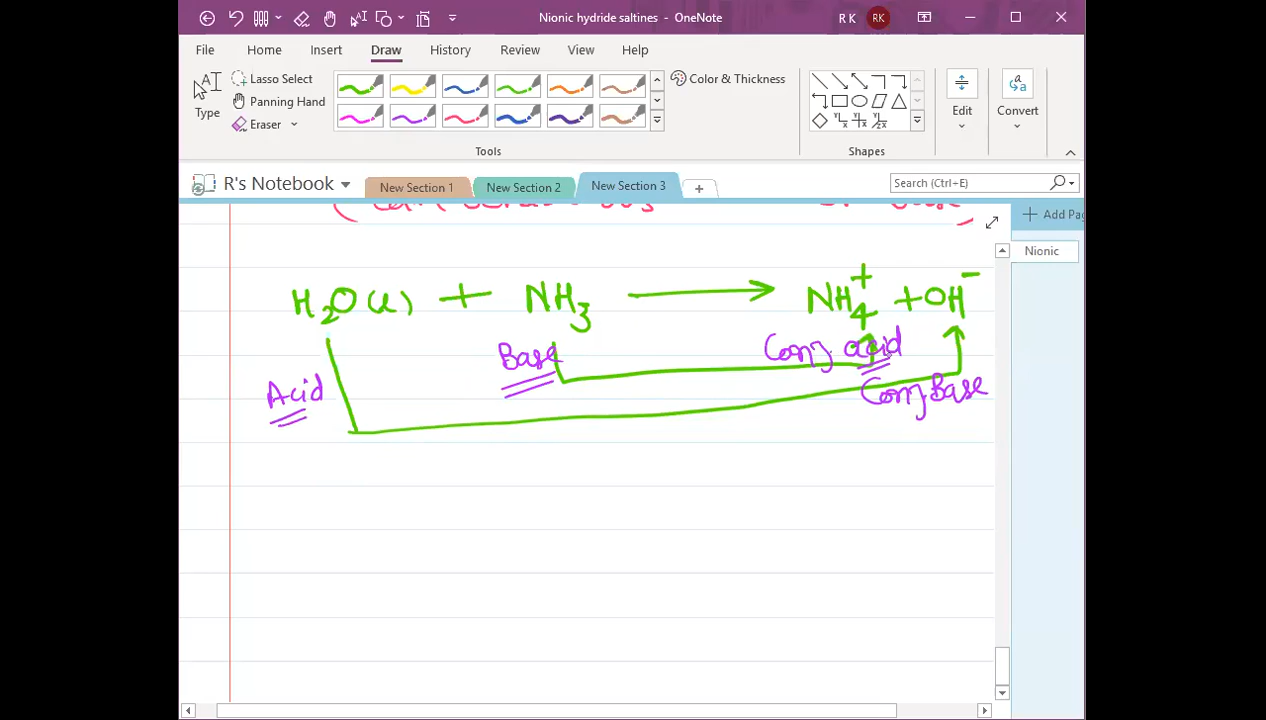 Nionic hydride saltines - OneNote
R K
RK
File Home Insert Draw History Review View Help
Type
Lasso Select
Panning Hand
Eraser
Color & Thickness
Edit
Convert
Tools
Shapes
R's Notebook
New Section 1
New Section 2
New Section 3
Search (Ctrl+E)
Add Pa
Nionic
H₂O(l) + NH₃ ⟶ NH₄⁺ + OH⁻
Base
Conj acid
Acid
Conj Base